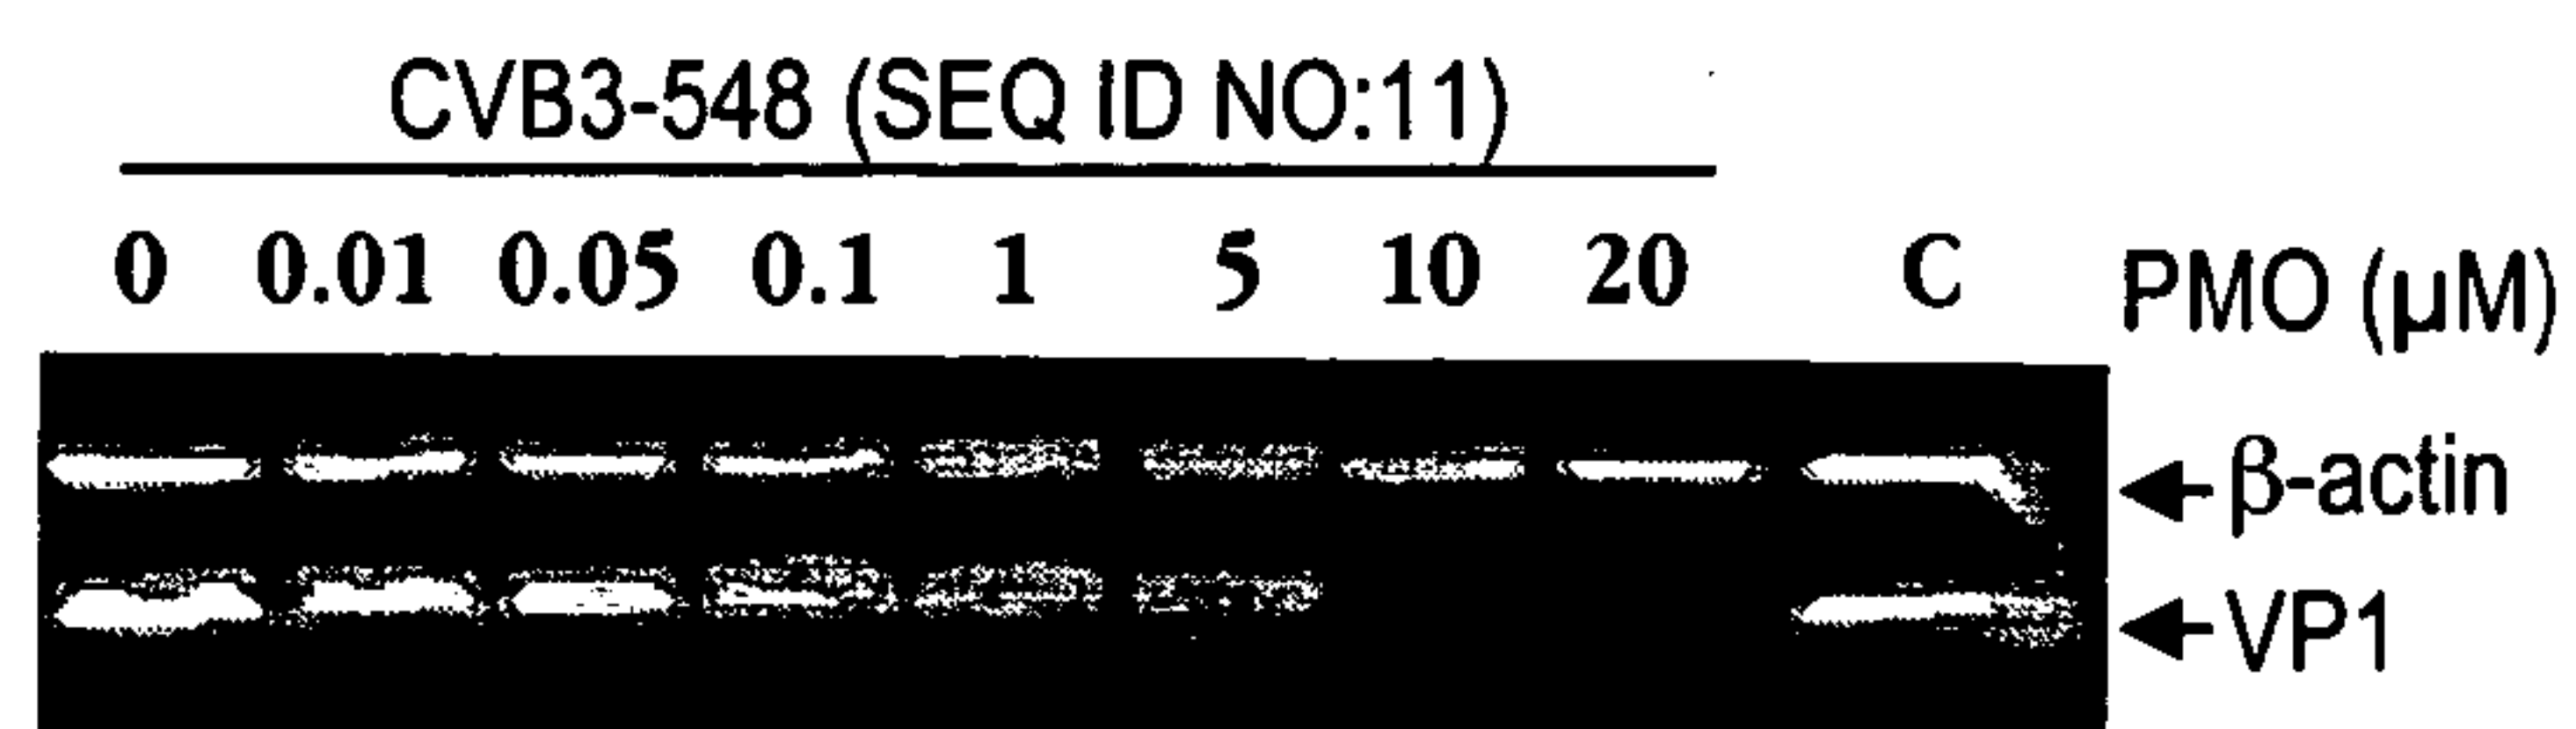 CVB3-548 (SEQ ID NO:11)
0 0.01 0.05 0.1 1 5 10 20 C PMO (µM)
β-actin
VP1